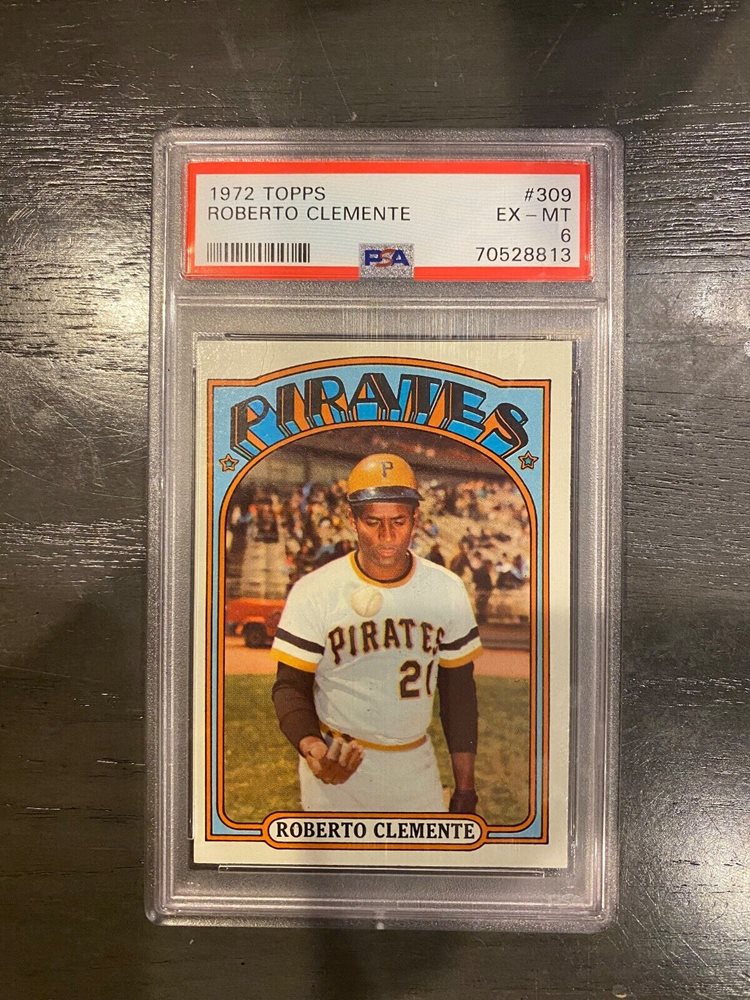 1972 TOPPS #309
ROBERTO CLEMENTE EX - MT
6
PSA 70528813
PIRATES
P
PIRATES
21
ROBERTO CLEMENTE